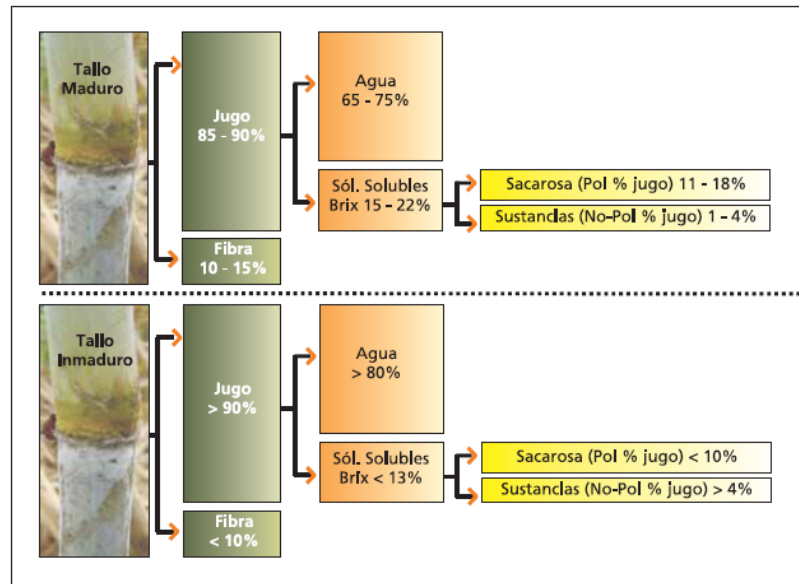 Tallo
Maduro
Jugo
85 - 90%
Fibra
10 - 15%
Agua
65 - 75%
Sól. Solubles
Brix 15 - 22%
Sacarosa (Pol % jugo) 11 - 18%
Sustancias (No-Pol % jugo) 1 - 4%
Tallo
Inmaduro
Jugo
> 90%
Fibra
< 10%
Agua
> 80%
Sól. Solubles
Brix < 13%
Sacarosa (Pol % jugo) < 10%
Sustancias (No-Pol % jugo) > 4%